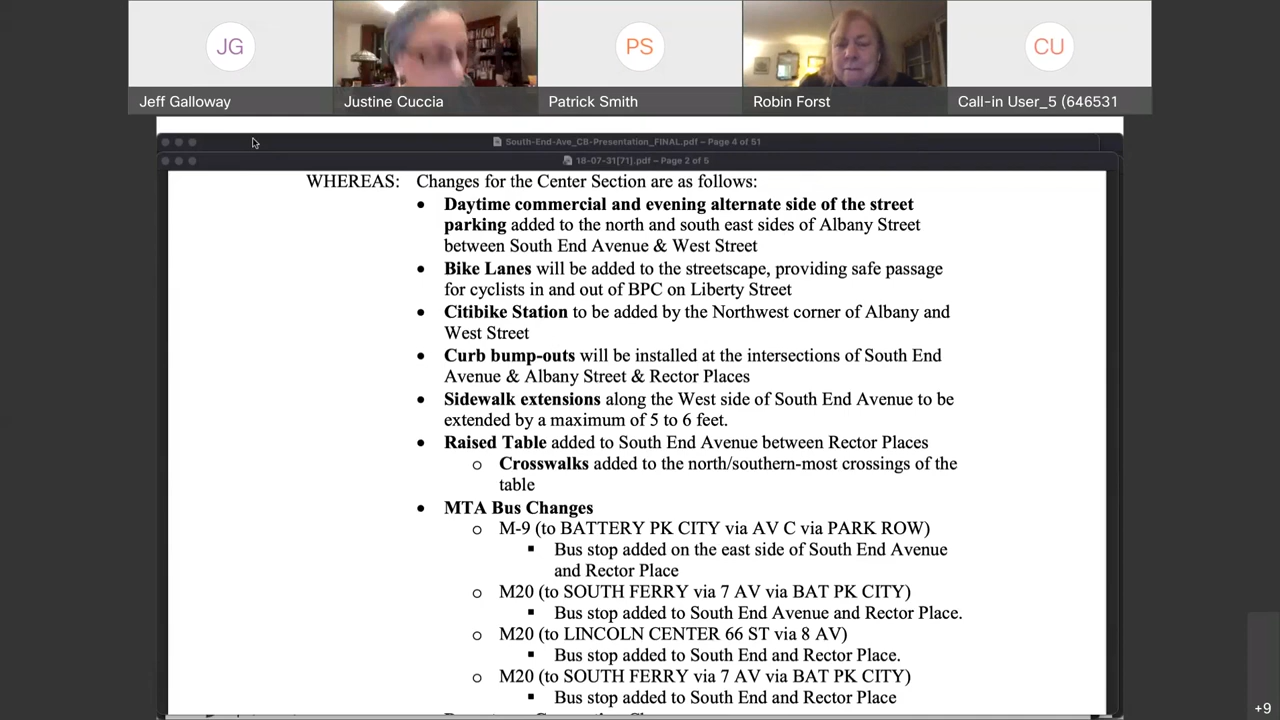 JG
PS
CU
Jeff Galloway
Justine Cuccia
Patrick Smith
Robin Forst
Call-in User_5 (646531
South-End-Ave_CB-Presentation_FINAL.pdf – Page 4 of 51
18-07-31[71].pdf – Page 2 of 5
WHEREAS: Changes for the Center Section are as follows:
• Daytime commercial and evening alternate side of the street
parking added to the north and south east sides of Albany Street
between South End Avenue & West Street
• Bike Lanes will be added to the streetscape, providing safe passage
for cyclists in and out of BPC on Liberty Street
• Citibike Station to be added by the Northwest corner of Albany and
West Street
• Curb bump-outs will be installed at the intersections of South End
Avenue & Albany Street & Rector Places
• Sidewalk extensions along the West side of South End Avenue to be
extended by a maximum of 5 to 6 feet.
• Raised Table added to South End Avenue between Rector Places
o Crosswalks added to the north/southern-most crossings of the
table
• MTA Bus Changes
o M-9 (to BATTERY PK CITY via AV C via PARK ROW)
▪ Bus stop added on the east side of South End Avenue
and Rector Place
o M20 (to SOUTH FERRY via 7 AV via BAT PK CITY)
▪ Bus stop added to South End Avenue and Rector Place.
o M20 (to LINCOLN CENTER 66 ST via 8 AV)
▪ Bus stop added to South End and Rector Place.
o M20 (to SOUTH FERRY via 7 AV via BAT PK CITY)
▪ Bus stop added to South End and Rector Place
+9